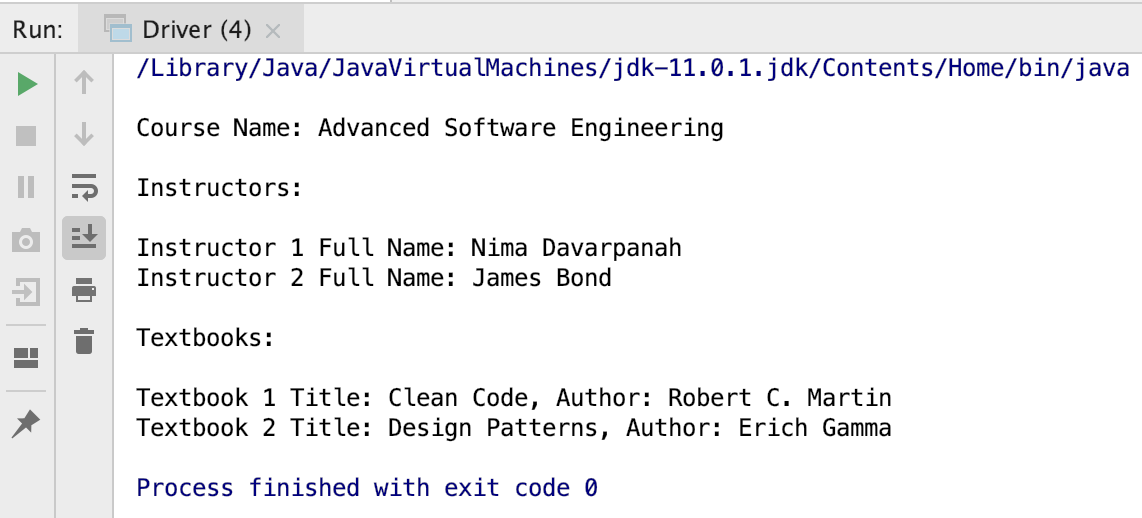 Run: Driver (4)
/Library/Java/JavaVirtualMachines/jdk-11.0.1.jdk/Contents/Home/bin/java
Course Name: Advanced Software Engineering
Instructors:
Instructor 1 Full Name: Nima Davarpanah
Instructor 2 Full Name: James Bond
Textbooks:
Textbook 1 Title: Clean Code, Author: Robert C. Martin
Textbook 2 Title: Design Patterns, Author: Erich Gamma
Process finished with exit code 0